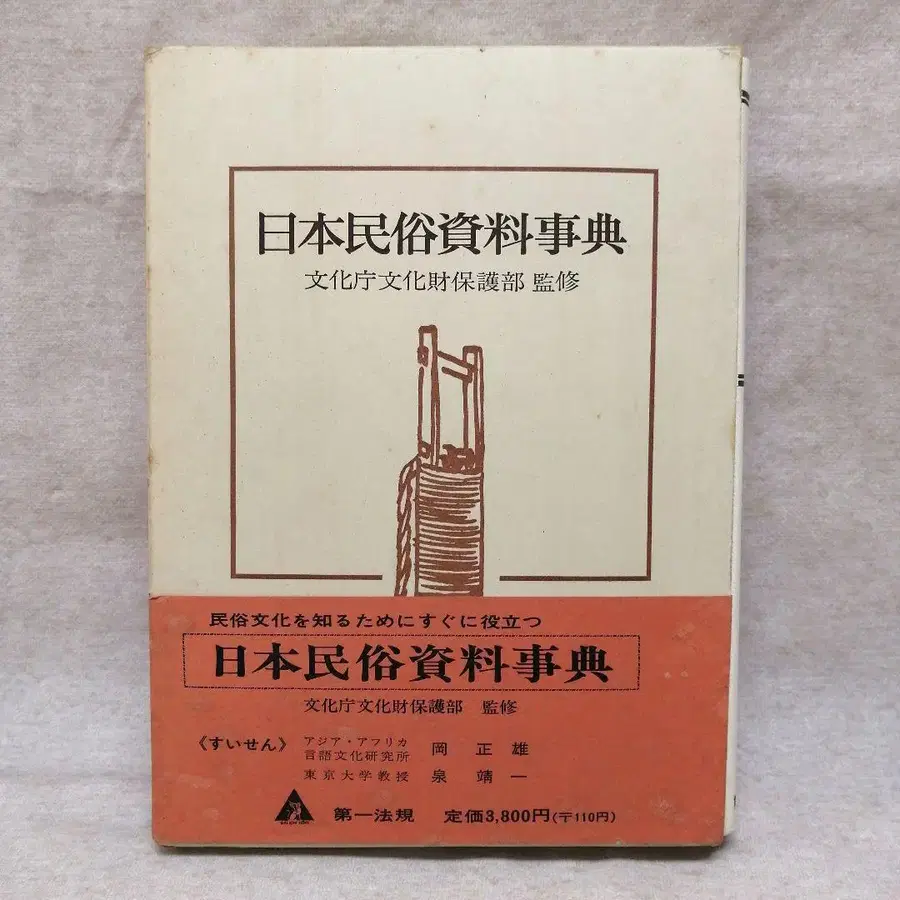 日本民俗資料事典
文化庁文化財保護部 監修
民俗文化を知るためにすぐに役立つ
日本民俗資料事典
文化庁文化財保護部 監修
《すいせん》 アジア・アフリカ言語文化研究所 岡 正雄
東京大学教授 泉 靖一
第一法規 定価3,800円(〒110円)